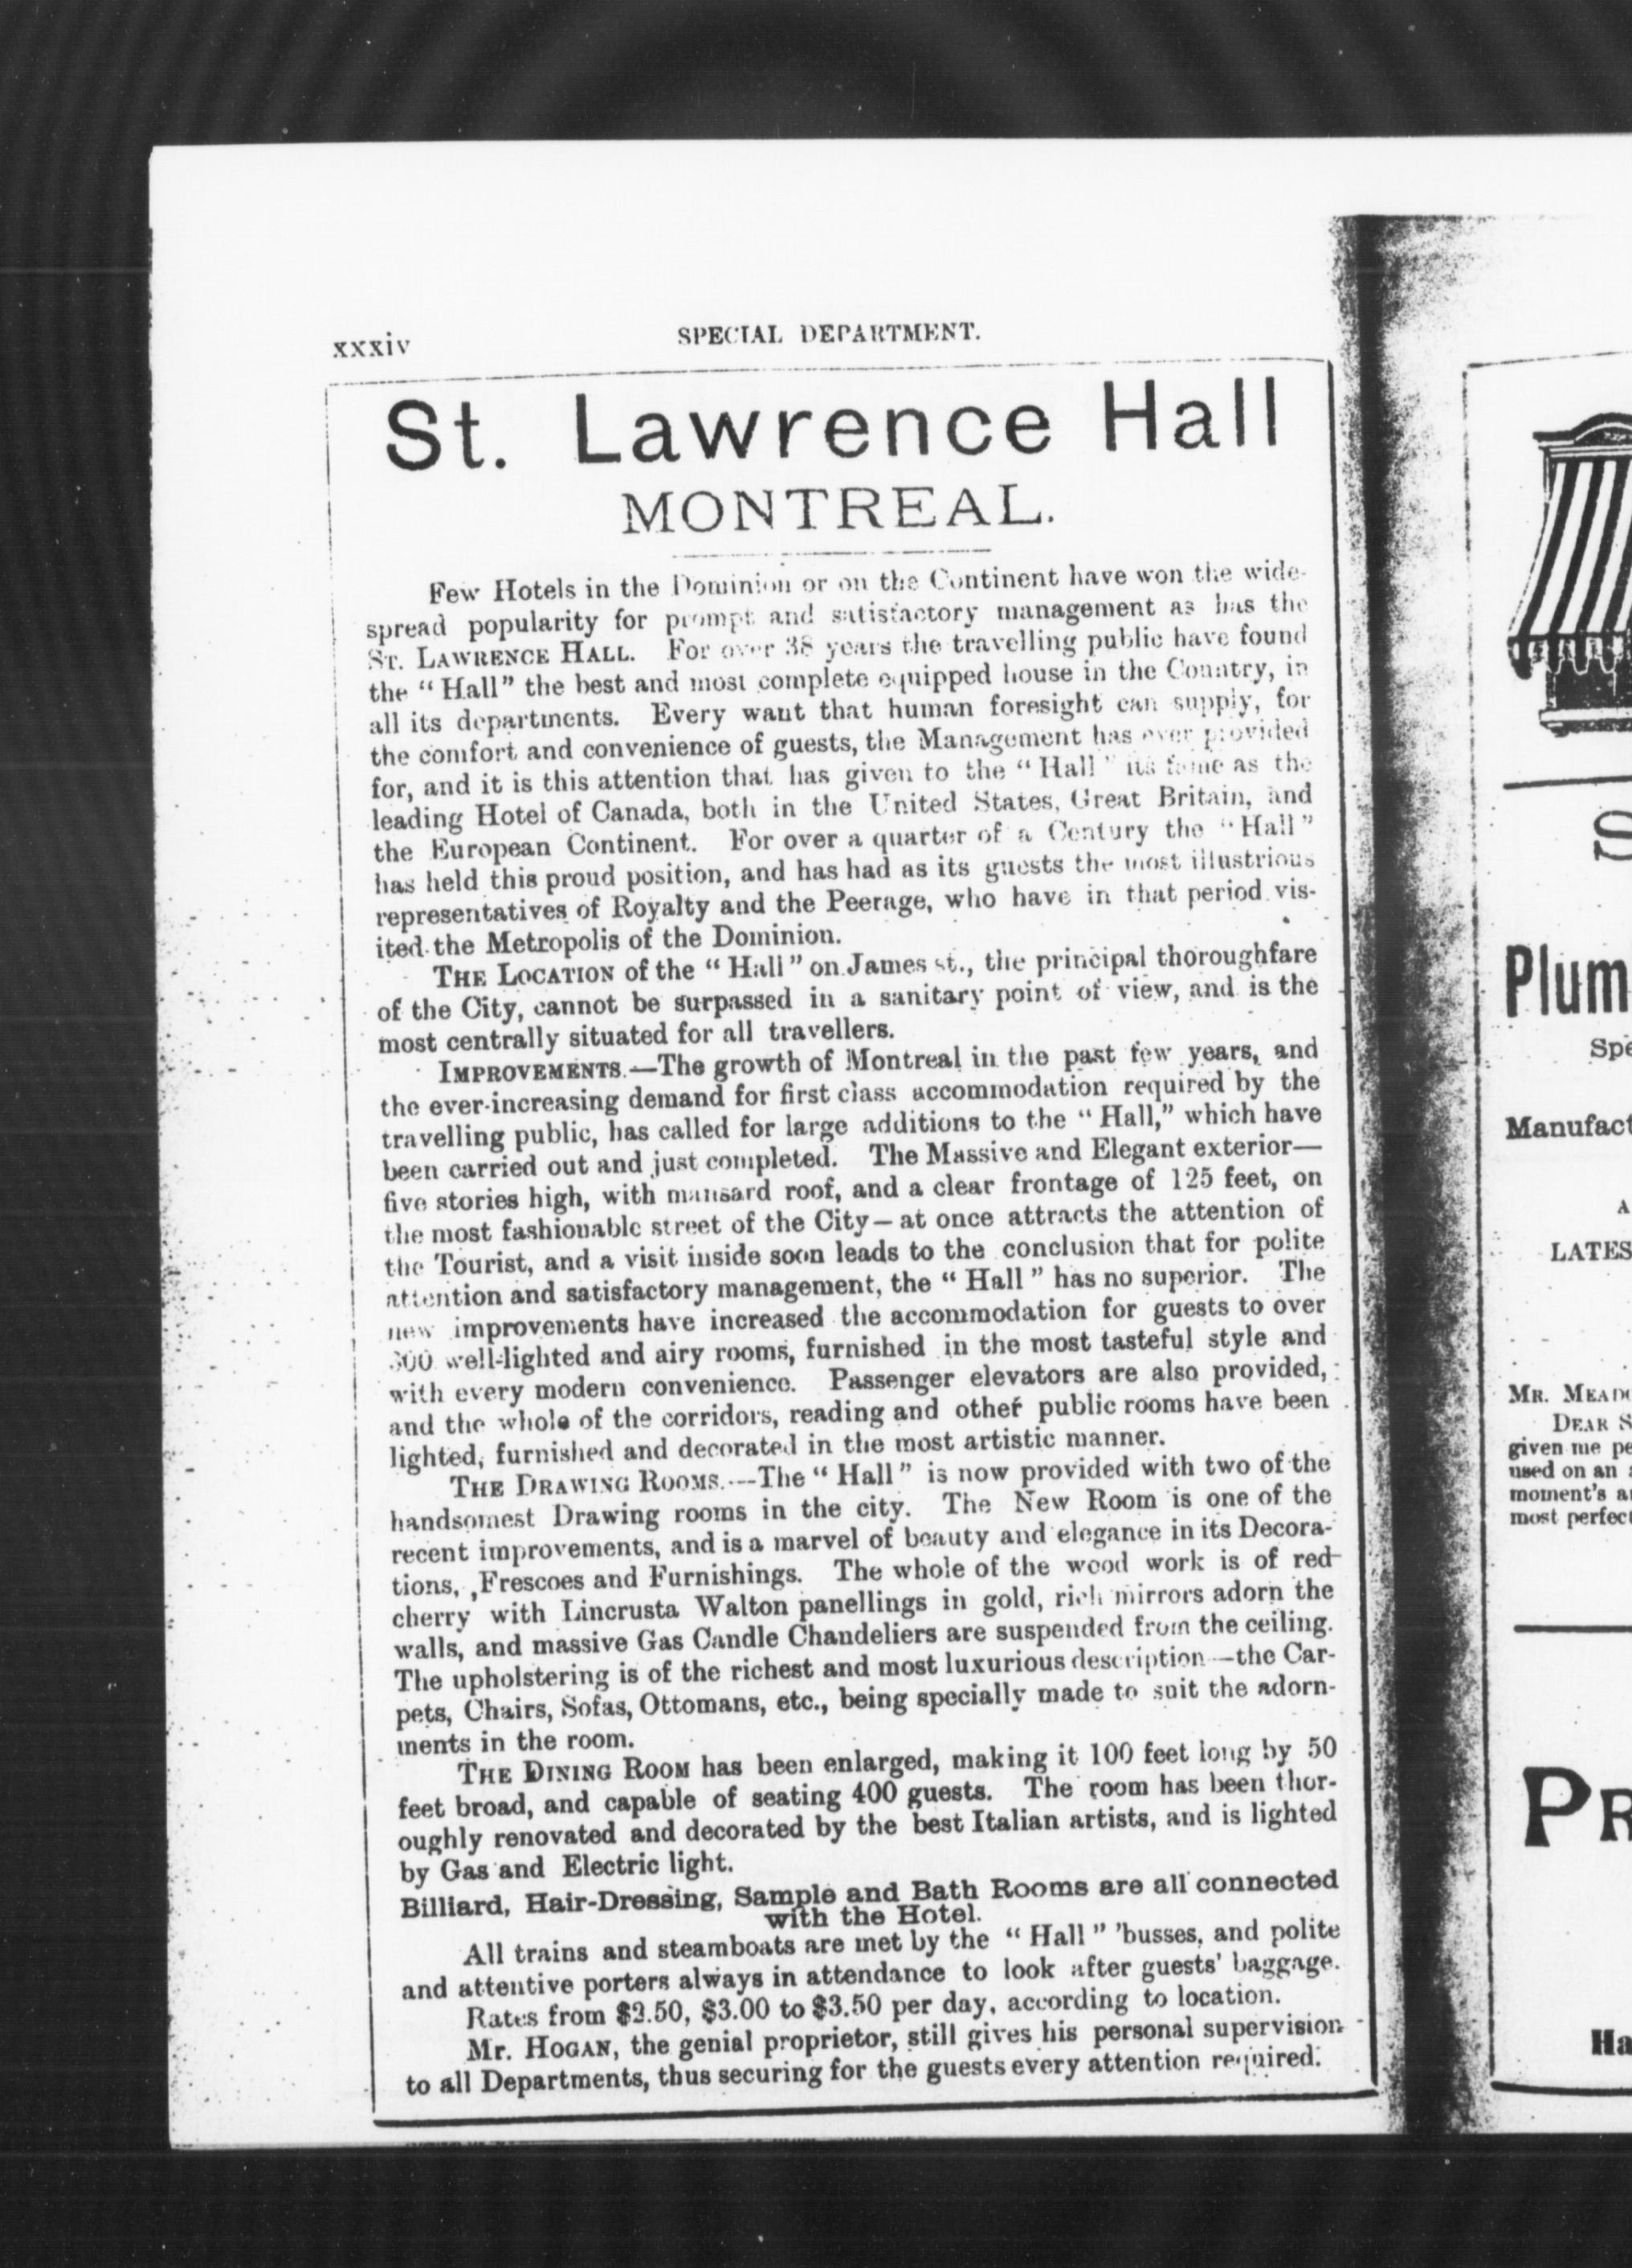 xxxiv
SPECIAL DEPARTMENT.
St. Lawrence Hall
MONTREAL.
Few Hotels in the Dominion or on the Continent have won the wide-
spread popularity for prompt and satisfactory management as has the
ST. LAWRENCE HALL. For over 38 years the travelling public have found
the "Hall" the best and most complete equipped house in the Country, in
all its departments. Every want that human foresight can supply, for
the comfort and convenience of guests, the Management has ever provided
for, and it is this attention that has given to the "Hall" its fame as the
leading Hotel of Canada, both in the United States, Great Britain, and
the European Continent. For over a quarter of a Century the "Hall"
has held this proud position, and has had as its guests the most illustrious
representatives of Royalty and the Peerage, who have in that period vis-
ited the Metropolis of the Dominion.
THE LOCATION of the "Hall" on James st., the principal thoroughfare
of the City, cannot be surpassed in a sanitary point of view, and is the
most centrally situated for all travellers.
IMPROVEMENTS.—The growth of Montreal in the past few years, and
the ever-increasing demand for first class accommodation required by the
travelling public, has called for large additions to the "Hall," which have
been carried out and just completed. The Massive and Elegant exterior—
five stories high, with mansard roof, and a clear frontage of 125 feet, on
the most fashionable street of the City—at once attracts the attention of
the Tourist, and a visit inside soon leads to the conclusion that for polite
attention and satisfactory management, the "Hall" has no superior. The
new improvements have increased the accommodation for guests to over
300 well-lighted and airy rooms, furnished in the most tasteful style and
with every modern convenience. Passenger elevators are also provided,
and the whole of the corridors, reading and other public rooms have been
lighted, furnished and decorated in the most artistic manner.
THE DRAWING ROOMS.—The "Hall" is now provided with two of the
handsomest Drawing rooms in the city. The New Room is one of the
recent improvements, and is a marvel of beauty and elegance in its Decora-
tions, Frescoes and Furnishings. The whole of the wood work is of red
cherry with Lincrusta Walton panellings in gold, rich mirrors adorn the
walls, and massive Gas Candle Chandeliers are suspended from the ceiling.
The upholstering is of the richest and most luxurious description—the Car-
pets, Chairs, Sofas, Ottomans, etc., being specially made to suit the adorn-
ments in the room.
THE DINING ROOM has been enlarged, making it 100 feet long by 50
feet broad, and capable of seating 400 guests. The room has been thor-
oughly renovated and decorated by the best Italian artists, and is lighted
by Gas and Electric light.
Billiard, Hair-Dressing, Sample and Bath Rooms are all connected
with the Hotel.
All trains and steamboats are met by the "Hall" 'busses, and polite
and attentive porters always in attendance to look after guests' baggage.
Rates from $2.50, $3.00 to $3.50 per day, according to location.
Mr. HOGAN, the genial proprietor, still gives his personal supervision
to all Departments, thus securing for the guests every attention required.
S
Plum
Spe
Manufact
A
LATES
MR. MEAD
DEAR S
given me pe
used on an
moment's a
most perfect
PR
Ha